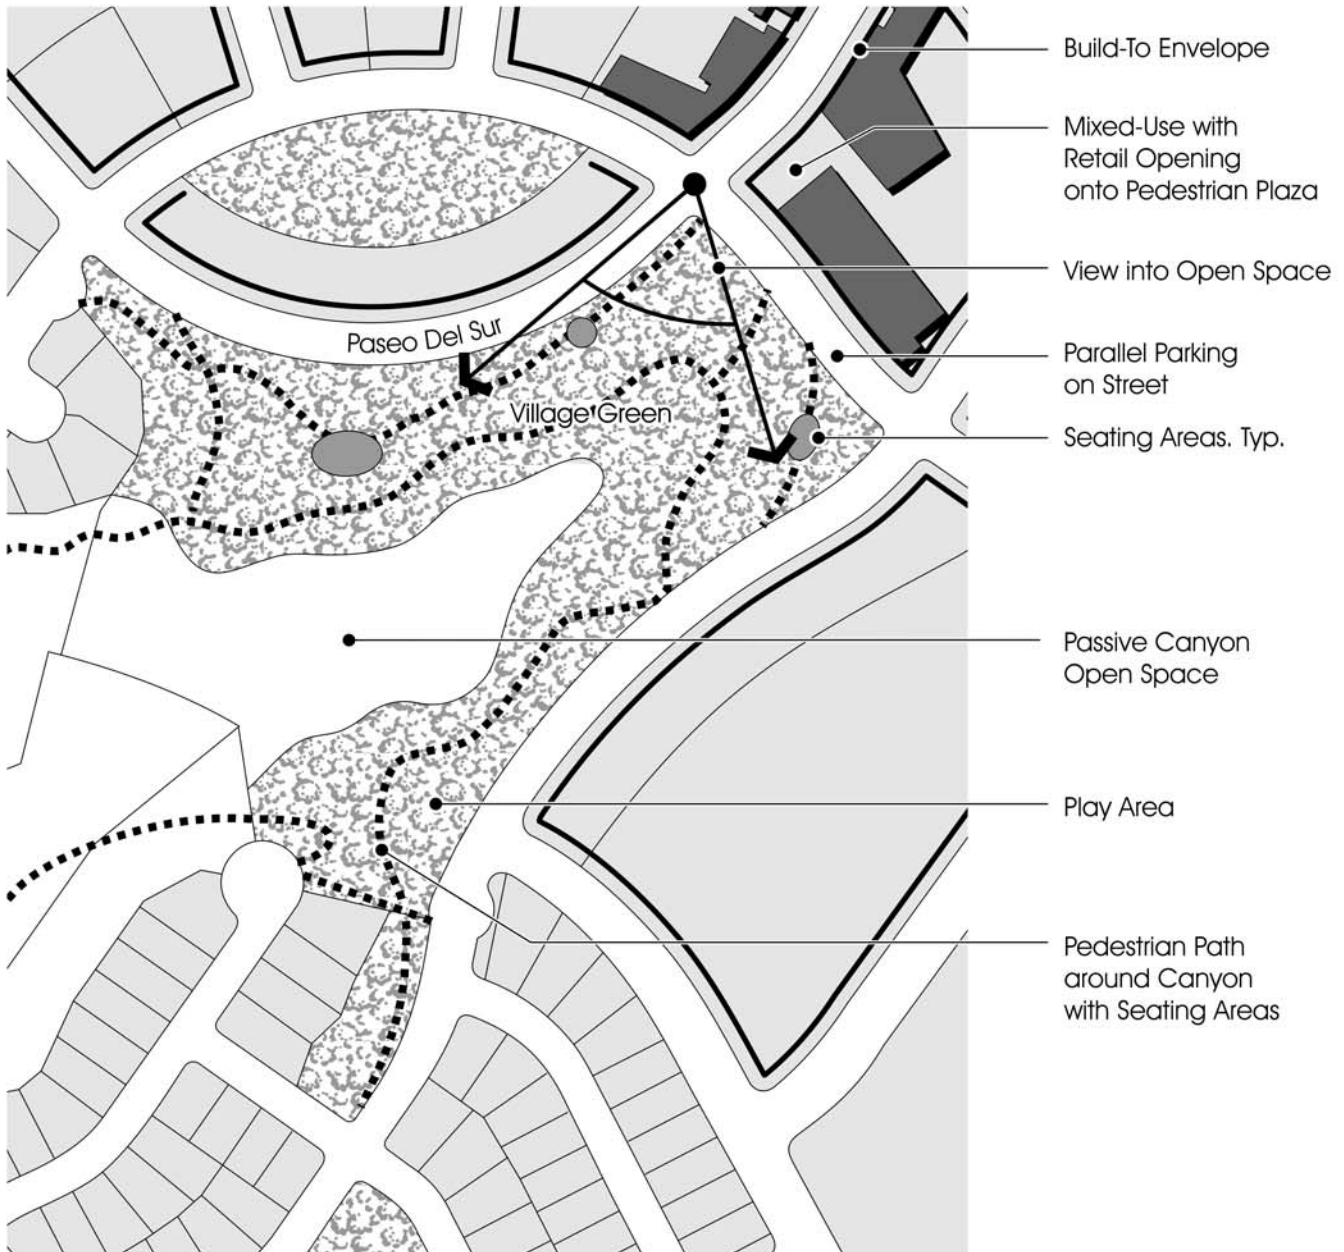 Build-To Envelope
Mixed-Use with
Retail Opening
onto Pedestrian Plaza
View into Open Space
Paseo Del Sur
Parallel Parking
on Street
Village Green
Seating Areas. Typ.
Passive Canyon
Open Space
Play Area
Pedestrian Path
around Canyon
with Seating Areas